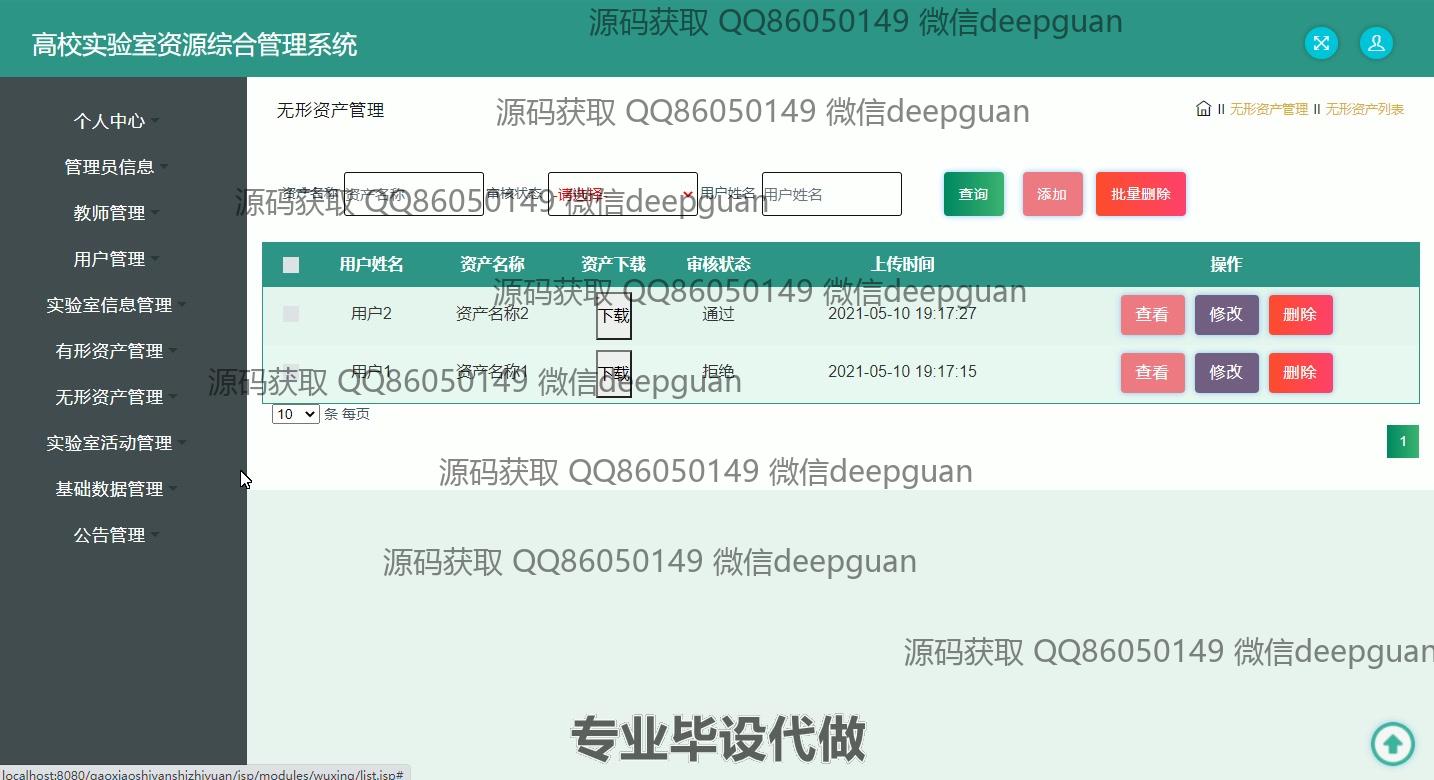 源码获取 QQ86050149 微信deepguan
高校实验室资源综合管理系统
个人中心
管理员信息
教师管理
用户管理
实验室信息管理
有形资产管理
无形资产管理
实验室活动管理
基础数据管理
公告管理
无形资产管理
源码获取 QQ86050149 微信deepguan
无形资产管理 无形资产列表
资产名称 资产名称 审核状态 -请选择- 用户姓名 用户姓名 查询 添加 批量删除
源码获取 QQ86050149 微信deepguan
用户姓名 资产名称 资产下载 审核状态 上传时间 操作
源码获取 QQ86050149 微信deepguan
用户2 资产名称2 下载 通过 2021-05-10 19:17:27 查看 修改 删除
用户1 资产名称1 下载 拒绝 2021-05-10 19:17:15 查看 修改 删除
源码获取 QQ86050149 微信deepguan
10 条 每页
1
源码获取 QQ86050149 微信deepguan
源码获取 QQ86050149 微信deepguan
源码获取 QQ86050149 微信deepguan
专业毕设代做
localhost:8080/gaoxiaoshiyanshizhiyuan/jsp/modules/wuxing/list.jsp#